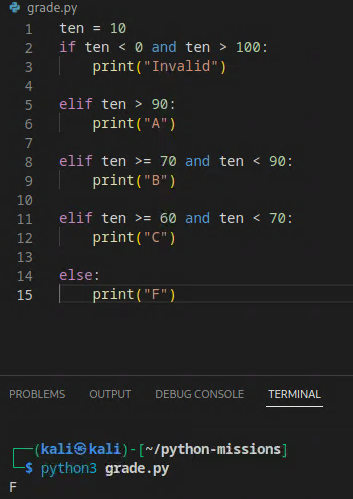 grade.py
1 ten = 10
2 if ten < 0 and ten > 100:
3     print("Invalid")
4
5 elif ten > 90:
6     print("A")
7
8 elif ten >= 70 and ten < 90:
9     print("B")
10
11 elif ten >= 60 and ten < 70:
12     print("C")
13
14 else:
15     print("F")
PROBLEMS OUTPUT DEBUG CONSOLE TERMINAL
┌──(kali㉿kali)-[~/python-missions]
└─$ python3 grade.py
F